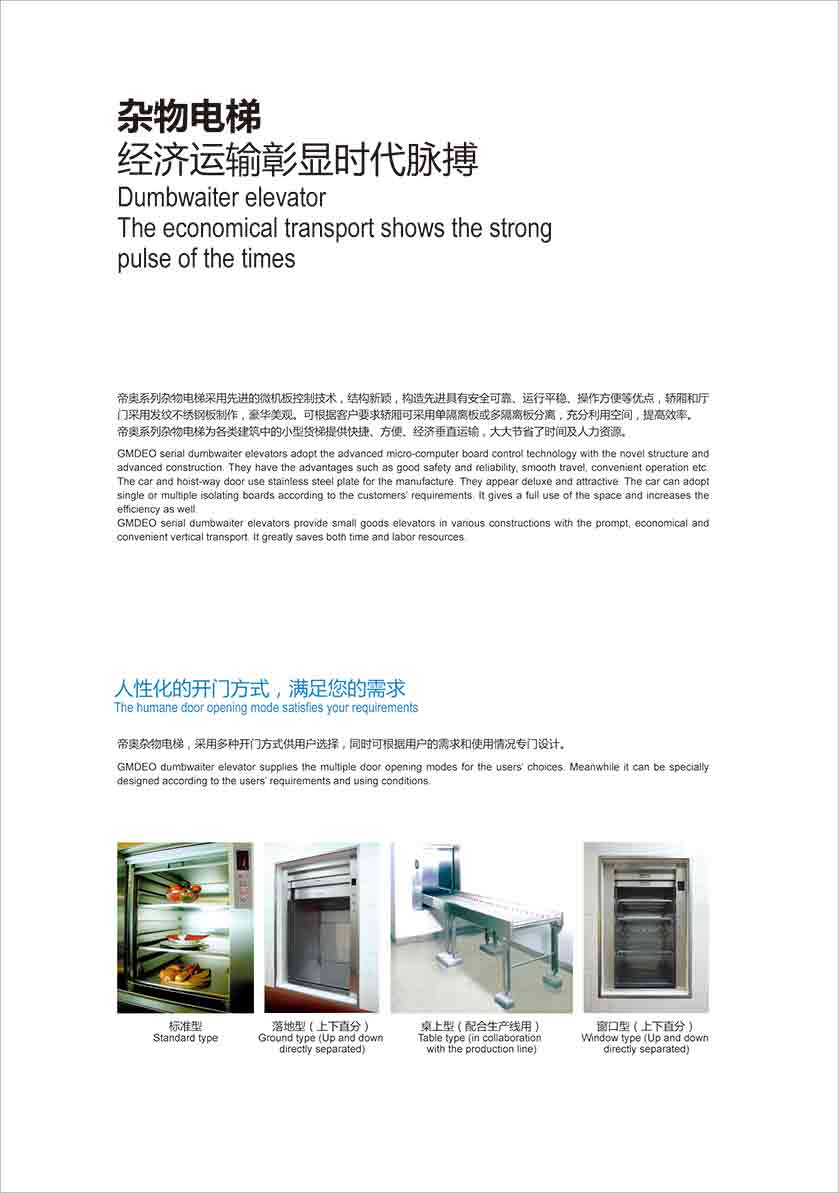 杂物电梯
经济运输彰显时代脉搏
Dumbwaiter elevator
The economical transport shows the strong
pulse of the times
帝奥系列杂物电梯采用先进的微机板控制技术，结构新颖，构造先进具有安全可靠、运行平稳、操作方便等优点，轿厢和厅
门采用发纹不绣钢板制作，豪华美观。可根据客户要求轿厢可采用单隔离板或多隔离板分离，充分利用空间，提高效率。
帝奥系列杂物电梯为各类建筑中的小型货梯提供快捷、方便、经济垂直运输，大大节省了时间及人力资源。
GMDEO serial dumbwaiter elevators adopt the advanced micro-computer board control technology with the novel structure and
advanced construction. They have the advantages such as good safety and reliability, smooth travel, convenient operation etc.
The car and hoist-way door use stainless steel plate for the manufacture. They appear deluxe and attractive. The car can adopt
single or multiple isolating boards according to the customers' requirements. It gives a full use of the space and increases the
efficiency as well.
GMDEO serial dumbwaiter elevators provide small goods elevators in various constructions with the prompt, economical and
convenient vertical transport. It greatly saves both time and labor resources.
人性化的开门方式，满足您的需求
The humane door opening mode satisfies your requirements
帝奥杂物电梯，采用多种开门方式供用户选择，同时可根据用户的需求和使用情况专门设计。
GMDEO dumbwaiter elevator supplies the multiple door opening modes for the users' choices. Meanwhile it can be specially
designed according to the users' requirements and using conditions.
标准型
Standard type
落地型（上下直分）
Ground type (Up and down
directly separated)
桌上型（配合生产线用）
Table type (in collaboration
with the production line)
窗口型（上下直分）
Window type (Up and down
directly separated)